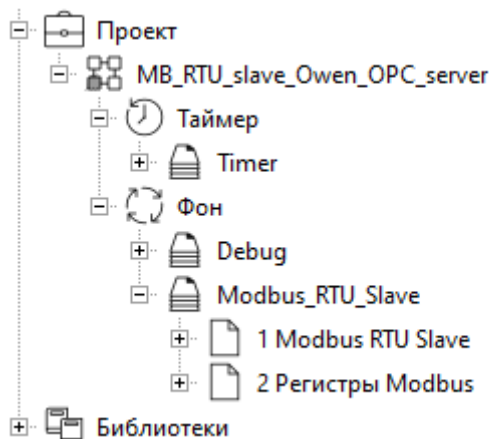 Проект
MB_RTU_slave_Owen_OPC_server
Таймер
Timer
Фон
Debug
Modbus_RTU_Slave
1 Modbus RTU Slave
2 Регистры Modbus
Библиотеки